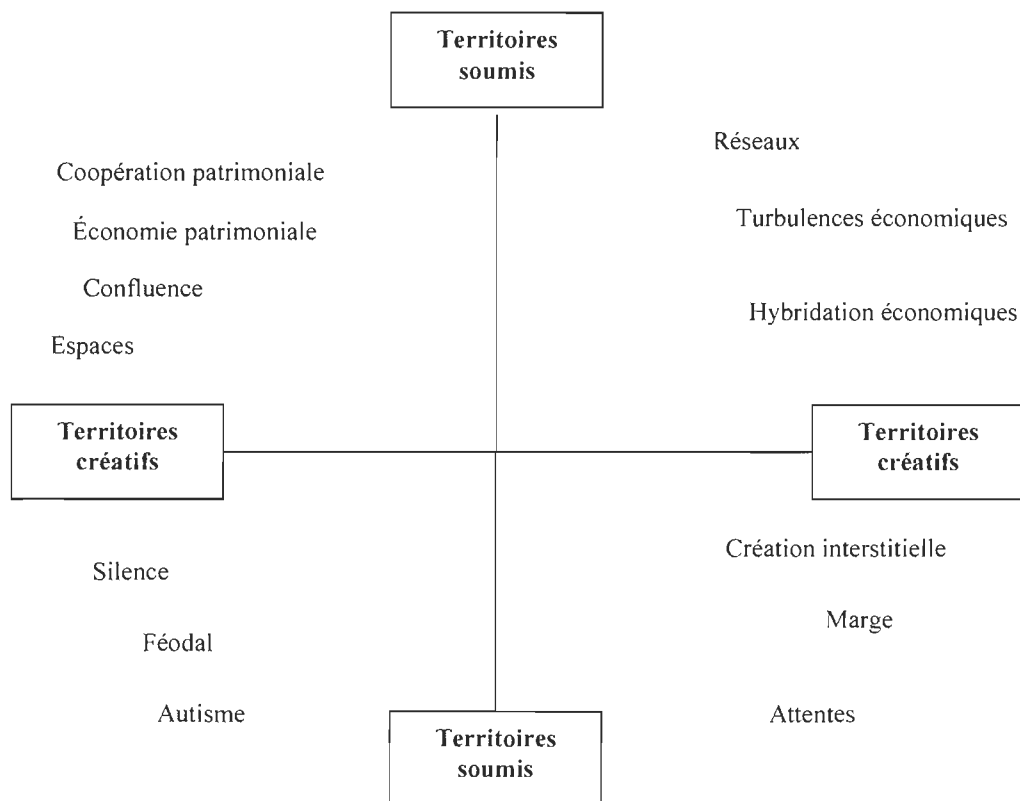 Territoires
soumis
Réseaux
Coopération patrimoniale
Turbulences économiques
Économie patrimoniale
Confluence
Hybridation économiques
Espaces
Territoires
créatifs
Territoires
créatifs
Création interstitielle
Silence
Marge
Féodal
Autisme
Attentes
Territoires
soumis